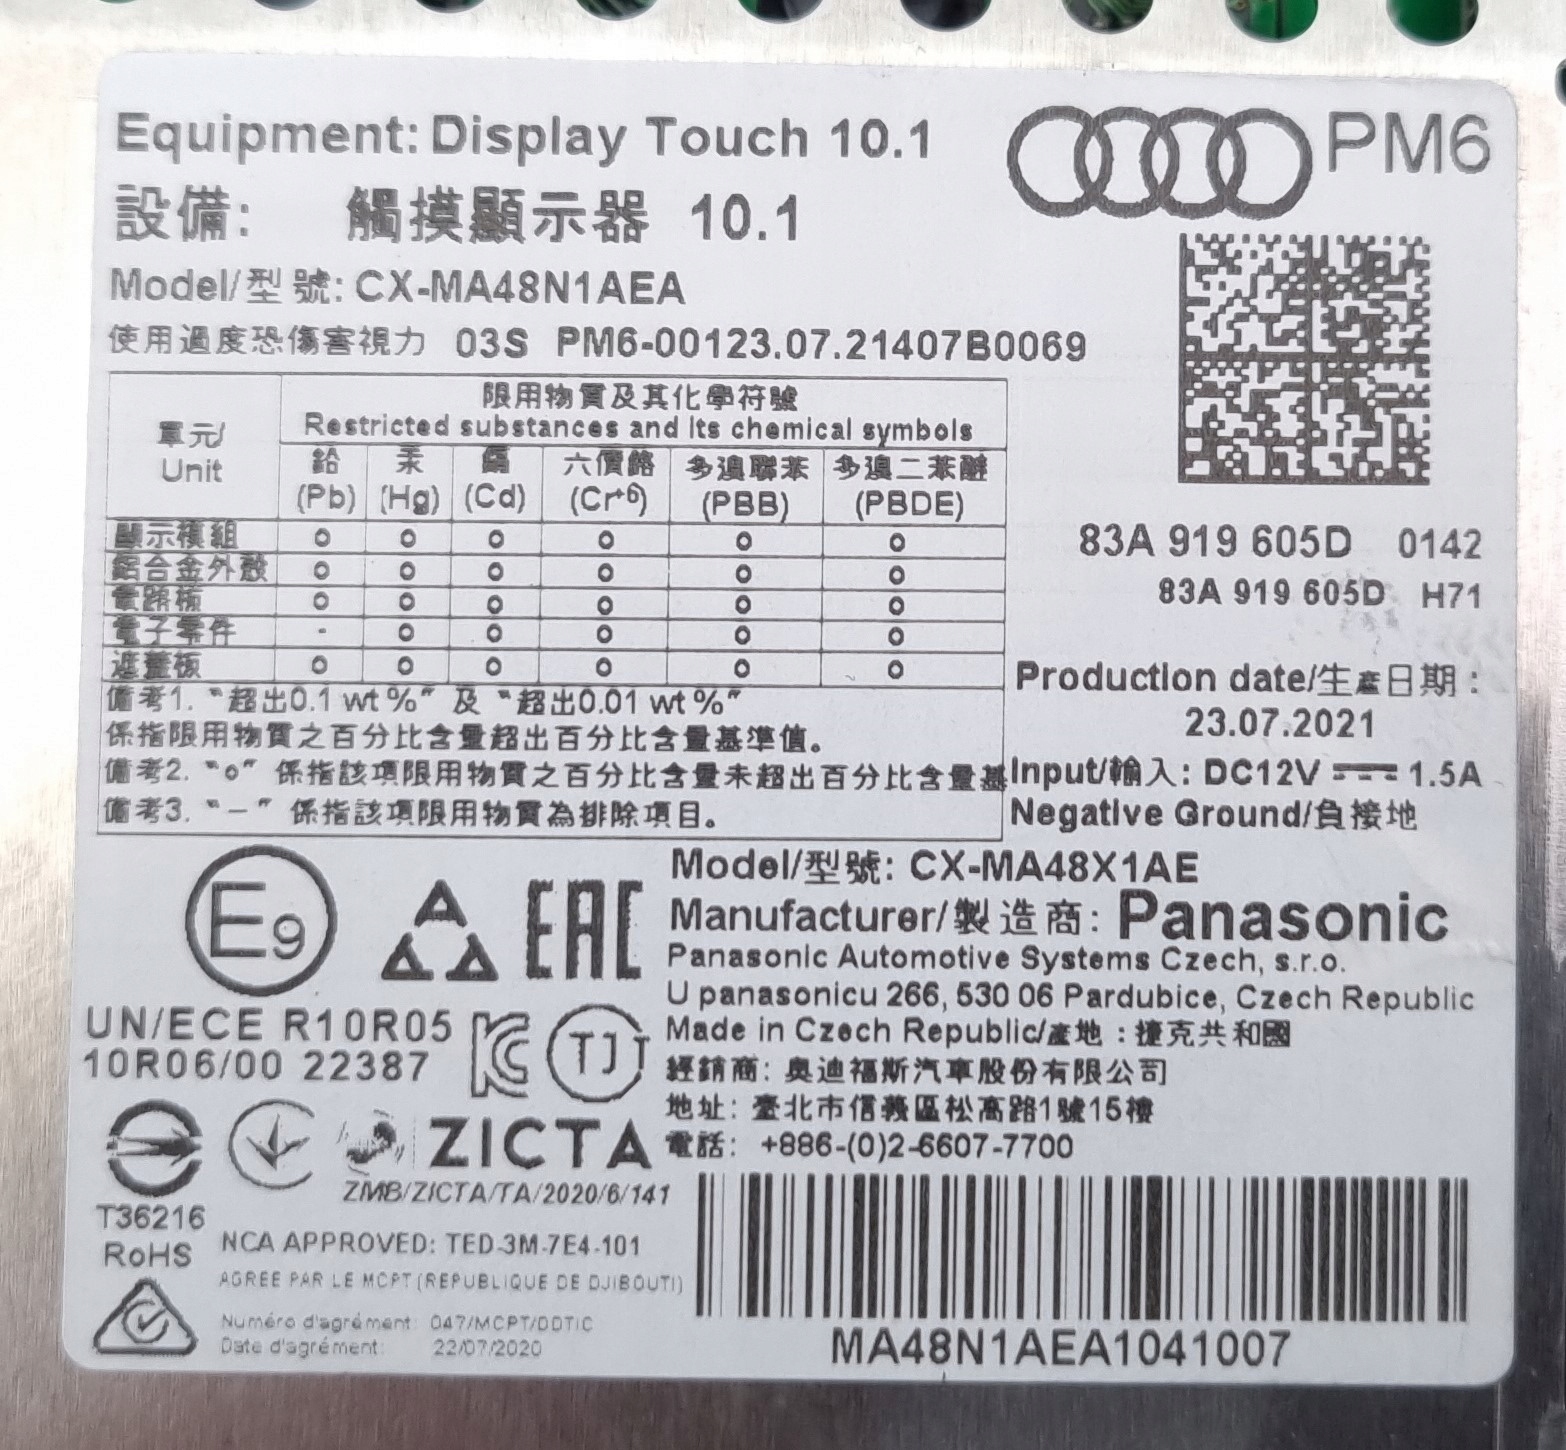 Equipment: Display Touch 10.1
PM6
設備: 觸摸顯示器 10.1
Model/型號: CX-MA48N1AEA
使用過度恐傷害視力 03S PM6-00123.07.21407B0069
單元/
Unit
限用物質及其化學符號
Restricted substances and its chemical symbols
鉛 汞 鎘 六價鉻 多溴聯苯 多溴二苯醚
(Pb) (Hg) (Cd) (Cr+6) (PBB) (PBDE)
顯示模組 o o o o o o
鋁合金外殼 o o o o o o
電路板 o o o o o o
電子零件 - o o o o o
遮蓋板 o o o o o o
備考1. "超出0.1 wt %" 及 "超出0.01 wt %"
係指限用物質之百分比含量超出百分比含量基準值。
備考2. "o" 係指該項限用物質之百分比含量未超出百分比含量基
備考3. "—" 係指該項限用物質為排除項目。
83A 919 605D 0142
83A 919 605D H71
Production date/生產日期:
23.07.2021
Input/輸入: DC12V 1.5A
Negative Ground/負接地
Model/型號: CX-MA48X1AE
Manufacturer/製造商: Panasonic
Panasonic Automotive Systems Czech, s.r.o.
U panasonicu 266, 530 06 Pardubice, Czech Republic
Made in Czech Republic/產地:捷克共和國
經銷商: 奧迪福斯汽車股份有限公司
地址: 臺北市信義區松高路1號15樓
電話: +886-(0)2-6607-7700
E9
EAC
UN/ECE R10R05
10R06/00 22387
KC
TJt
ZICTA
ZMB/ZICTA/TA/2020/6/141
T36216
RoHS
NCA APPROVED: TED-3M-7E4-101
AGREE PAR LE MCPT (REPUBLIQUE DE DJIBOUTI)
Numéro d'agrément: 047/MCPT/DDTIC
Date d'agrément: 22/07/2020
MA48N1AEA1041007